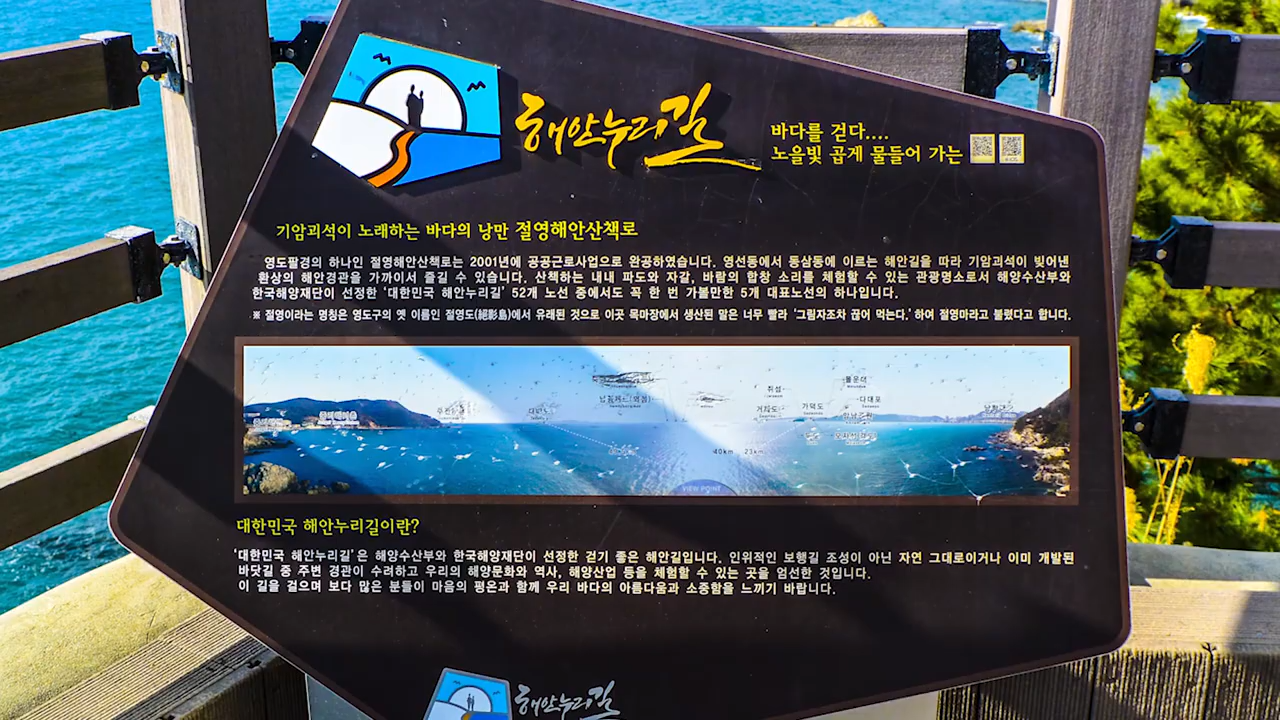 해안누리길
바다를 걷다....
노을빛 곱게 물들어 가는
기암괴석이 노래하는 바다의 낭만 절영해안산책로
영도팔경의 하나인 절영해안산책로는 2001년에 공공근로사업으로 완공하였습니다. 영선동에서 동삼동에 이르는 해안길을 따라 기암괴석이 빚어낸
환상의 해안경관을 가까이서 즐길 수 있습니다. 산책하는 내내 파도와 자갈, 바람의 합창 소리를 체험할 수 있는 관광명소로서 해양수산부와
한국해양재단이 선정한 '대한민국 해안누리길' 52개 노선 중에서도 꼭 한 번 가볼만한 5개 대표노선의 하나입니다.
※ 절영이라는 명칭은 영도구의 옛 이름인 절영도(絕影島)에서 유래된 것으로 이곳 목마장에서 생산된 말은 너무 빨라 '그림자조차 끊어 먹는다.' 하여 절영마라고 불렸다고 합니다.
몰운대
쥐섬
거제도
가덕도
다대포
40km
23km
VIEW POINT
대한민국 해안누리길이란?
'대한민국 해안누리길'은 해양수산부와 한국해양재단이 선정한 걷기 좋은 해안길입니다. 인위적인 보행길 조성이 아닌 자연 그대로이거나 이미 개발된
바닷길 중 주변 경관이 수려하고 우리의 해양문화와 역사, 해양산업 등을 체험할 수 있는 곳을 엄선한 것입니다.
이 길을 걸으며 보다 많은 분들이 마음의 평온과 함께 우리 바다의 아름다움과 소중함을 느끼기 바랍니다.
해안누리길